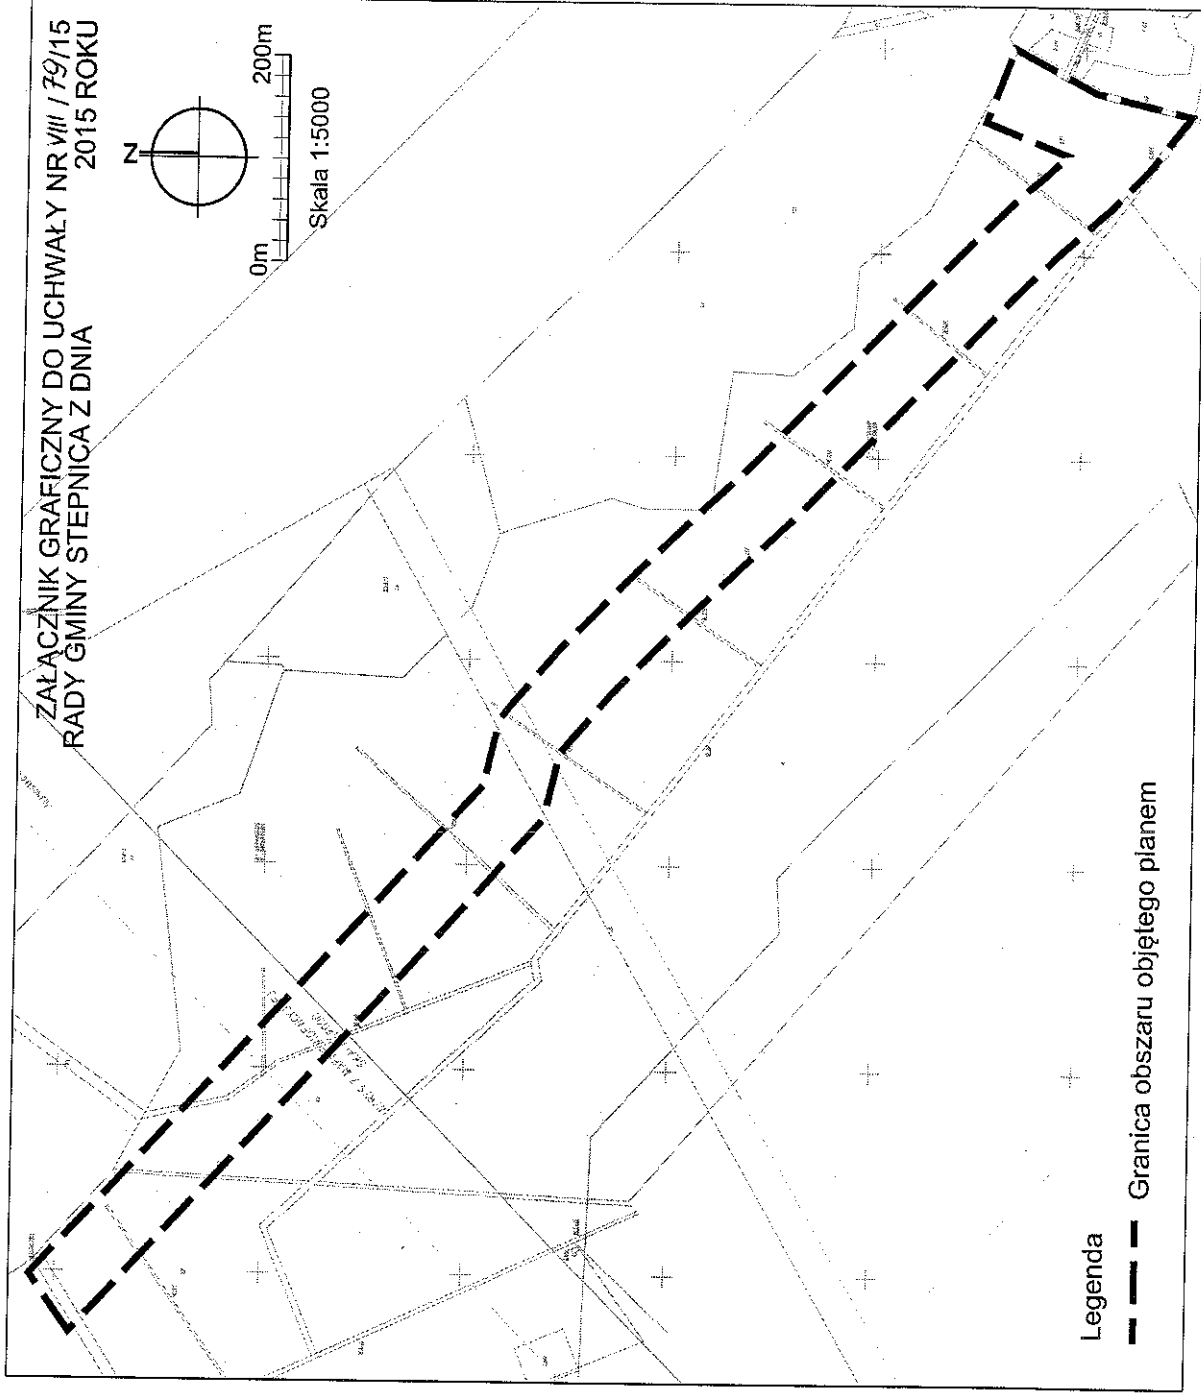 ZAŁĄCZNIK GRAFICZNY DO UCHWAŁY NR VIII / 79/15
RADY GMINY STEPNICA Z DNIA 2015 ROKU
N
0m 200m
Skala 1:5000
Legenda
Granica obszaru objętego planem